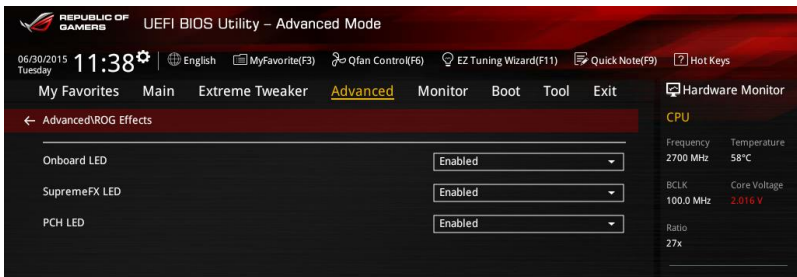 REPUBLIC OF
GAMERS
UEFI BIOS Utility – Advanced Mode
06/30/2015
Tuesday
11:38
English
MyFavorite(F3)
Qfan Control(F6)
EZ Tuning Wizard(F11)
Quick Note(F9)
? Hot Keys
My Favorites Main Extreme Tweaker Advanced Monitor Boot Tool Exit
Hardware Monitor
← Advanced\ROG Effects
Onboard LED Enabled
SupremeFX LED Enabled
PCH LED Enabled
CPU
Frequency Temperature
2700 MHz 58°C
BCLK Core Voltage
100.0 MHz 2.016 V
Ratio
27x